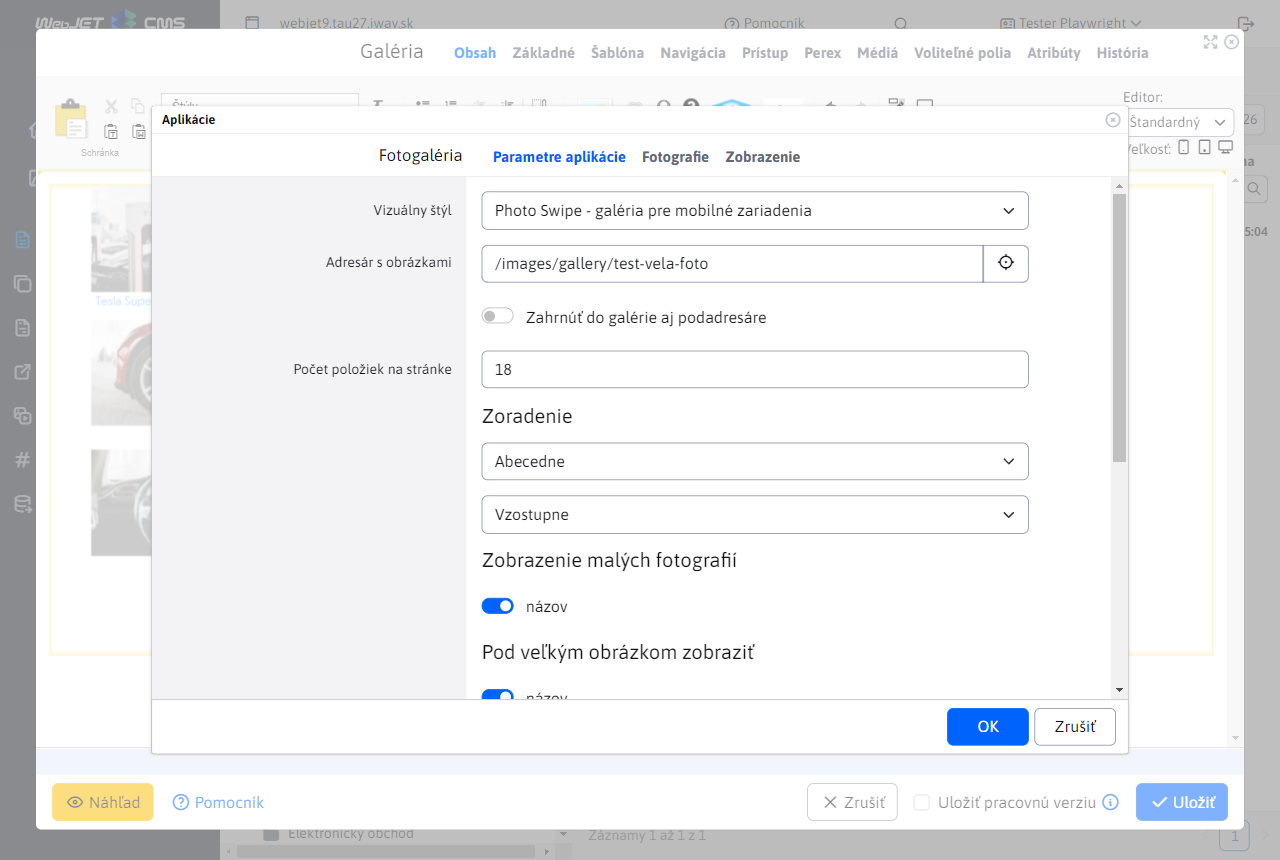 WebJET CMS
webjet9.tau27.iway.sk
Pomocník
Tester Playwright
Galéria
Obsah
Základné
Šablóna
Navigácia
Prístup
Perex
Médiá
Voliteľné polia
Atribúty
História
Štýly
Schránka
Editor:
Štandardný
26
Veľkosť:
Aplikácie
Fotogaléria
Parametre aplikácie
Fotografie
Zobrazenie
Vizuálny štýl
Photo Swipe - galéria pre mobilné zariadenia
Adresár s obrázkami
/images/gallery/test-vela-foto
Zahrnúť do galérie aj podadresáre
Počet položiek na stránke
18
Zoradenie
Abecedne
Vzostupne
Zobrazenie malých fotografií
názov
Pod veľkým obrázkom zobraziť
názov
Tesla Supe
5:04
OK
Zrušiť
Náhľad
Pomocník
Zrušiť
Uložiť pracovnú verziu
Uložiť
Elektronický obchod
Záznamy 1 až 1 z 1
1